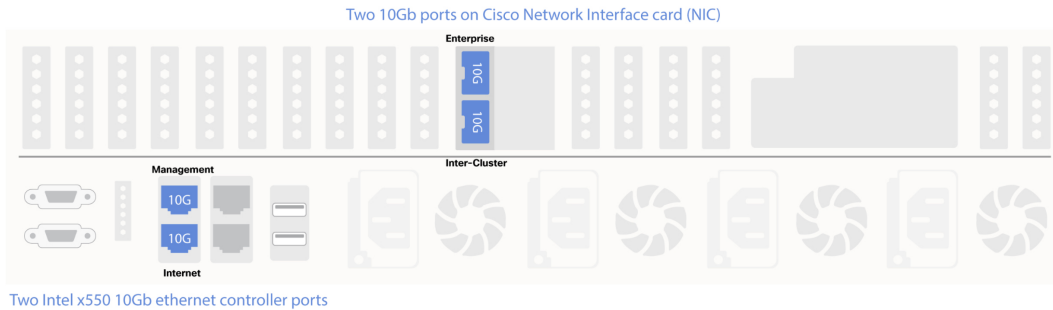 Two 10Gb ports on Cisco Network Interface card (NIC)
Enterprise
10G
10G
Inter-Cluster
Management
10G
10G
Internet
Two Intel x550 10Gb ethernet controller ports